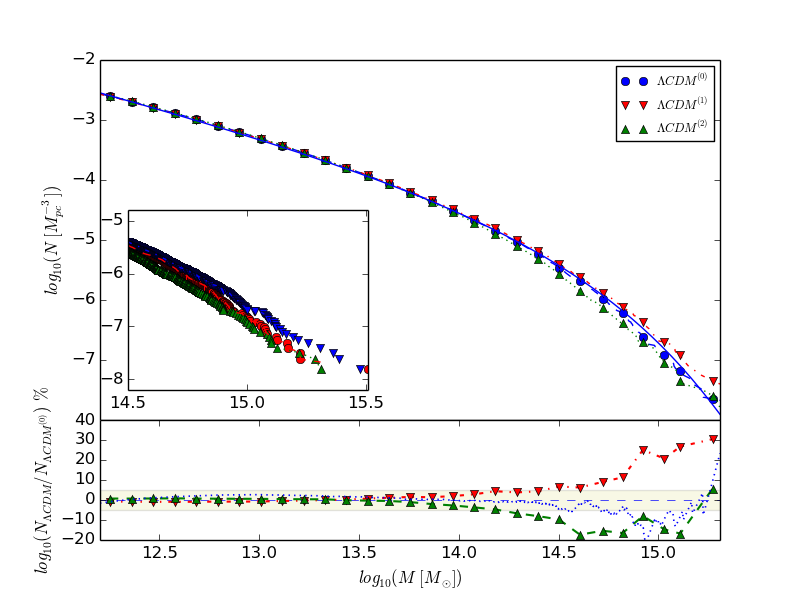 −2
−3
−4
−5
−6
−7
log₁₀(N [M_pc⁻³])
ΛCDM⁽⁰⁾
ΛCDM⁽¹⁾
ΛCDM⁽²⁾
−5
−6
−7
−8
14.5 15.0 15.5
40
30
20
10
0
−10
−20
log₁₀(N_ΛCDM/N_ΛCDM⁽⁰⁾) %
12.5 13.0 13.5 14.0 14.5 15.0
log₁₀(M [M_⊙])